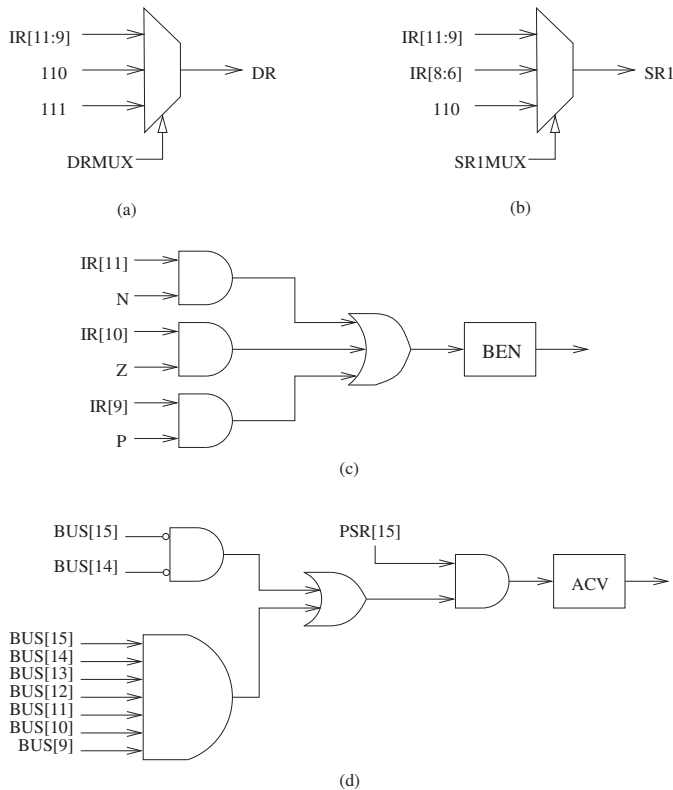 IR[11:9]
110
111
DR
DRMUX
(a)
IR[11:9]
IR[8:6]
110
SR1
SR1MUX
(b)
IR[11]
N
IR[10]
Z
IR[9]
P
BEN
(c)
BUS[15]
BUS[14]
PSR[15]
ACV
BUS[15]
BUS[14]
BUS[13]
BUS[12]
BUS[11]
BUS[10]
BUS[9]
(d)